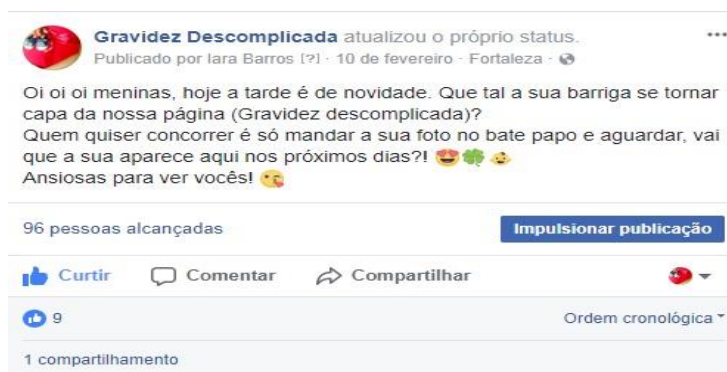 Gravidez Descomplicada atualizou o próprio status.
Publicado por Iara Barros [?] · 10 de fevereiro · Fortaleza ·
Oi oi oi meninas, hoje a tarde é de novidade. Que tal a sua barriga se tornar
capa da nossa página (Gravidez descomplicada)?
Quem quiser concorrer é só mandar a sua foto no bate papo e aguardar, vai
que a sua aparece aqui nos próximos dias?! 😍🍀👶
Ansiosas para ver vocês! 😘
96 pessoas alcançadas Impulsionar publicação
Curtir Comentar Compartilhar
9 Ordem cronológica
1 compartilhamento